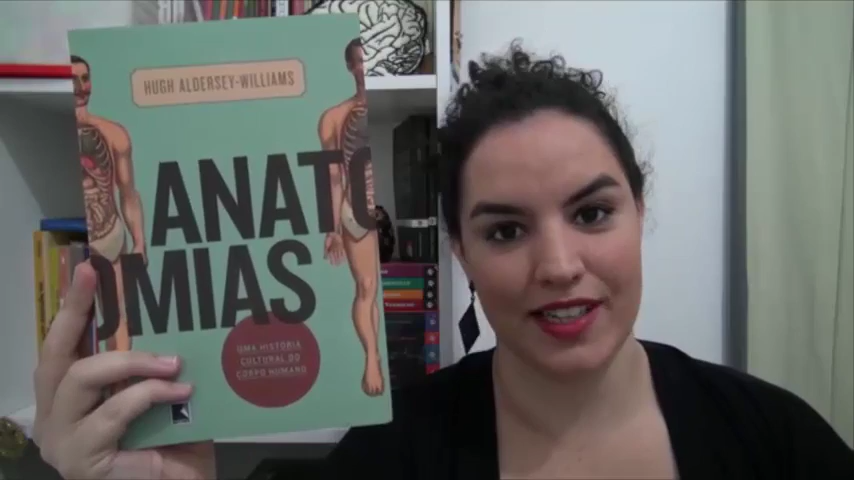 HUGH ALDERSEY-WILLIAMS
ANATO
OMIAS
UMA HISTÓRIA
CULTURAL DO
CORPO HUMANO